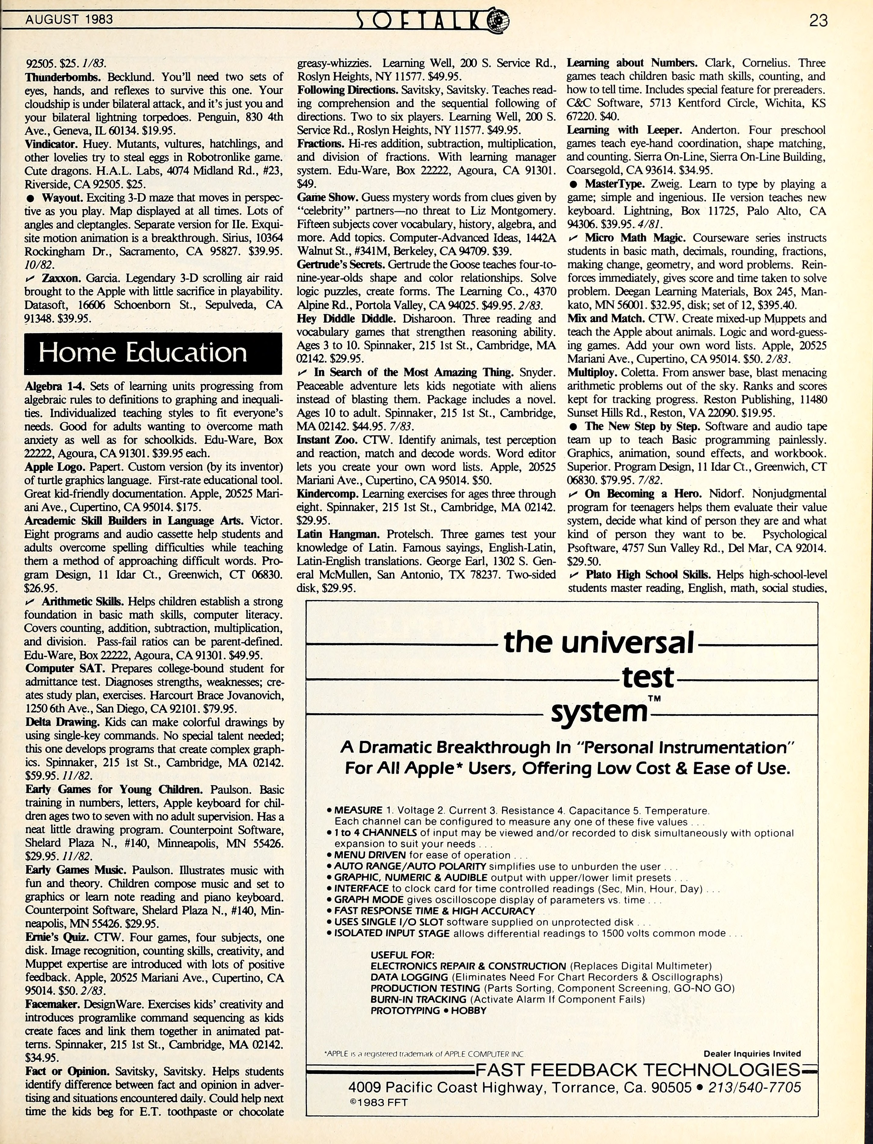 AUGUST 1983
SOFTALK
23
92505. $25. 1/83.
Thunderbombs. Becklund. You'll need two sets of
eyes, hands, and reflexes to survive this one. Your
cloudship is under bilateral attack, and it's just you and
your bilateral lightning torpedoes. Penguin, 830 4th
Ave., Geneva, IL 60134. $19.95.
Vindicator. Huey. Mutants, vultures, hatchlings, and
other lovelies try to steal eggs in Robotronlike game.
Cute dragons. H.A.L. Labs, 4074 Midland Rd., #23,
Riverside, CA 92505. $25.
● Wayout. Exciting 3-D maze that moves in perspec-
tive as you play. Map displayed at all times. Lots of
angles and cleptangles. Separate version for IIe. Exqui-
site motion animation is a breakthrough. Sirius, 10364
Rockingham Dr., Sacramento, CA 95827. $39.95.
10/82.
✓ Zaxxon. Garcia. Legendary 3-D scrolling air raid
brought to the Apple with little sacrifice in playability.
Datasoft, 16606 Schoenborn St., Sepulveda, CA
91348. $39.95.
Home Education
Algebra 1-4. Sets of learning units progressing from
algebraic rules to definitions to graphing and inequali-
ties. Individualized teaching styles to fit everyone's
needs. Good for adults wanting to overcome math
anxiety as well as for schoolkids. Edu-Ware, Box
22222, Agoura, CA 91301. $39.95 each.
Apple Logo. Papert. Custom version (by its inventor)
of turtle graphics language. First-rate educational tool.
Great kid-friendly documentation. Apple, 20525 Mari-
ani Ave., Cupertino, CA 95014. $175.
Arcademic Skill Builders in Language Arts. Victor.
Eight programs and audio cassette help students and
adults overcome spelling difficulties while teaching
them a method of approaching difficult words. Pro-
gram Design, 11 Idar Ct., Greenwich, CT 06830.
$26.95.
✓ Arithmetic Skills. Helps children establish a strong
foundation in basic math skills, computer literacy.
Covers counting, addition, subtraction, multiplication,
and division. Pass-fail ratios can be parent-defined.
Edu-Ware, Box 22222, Agoura, CA 91301. $49.95.
Computer SAT. Prepares college-bound student for
admittance test. Diagnoses strengths, weaknesses; cre-
ates study plan, exercises. Harcourt Brace Jovanovich,
1250 6th Ave., San Diego, CA 92101. $79.95.
Delta Drawing. Kids can make colorful drawings by
using single-key commands. No special talent needed;
this one develops programs that create complex graph-
ics. Spinnaker, 215 1st St., Cambridge, MA 02142.
$59.95. 11/82.
Early Games for Young Children. Paulson. Basic
training in numbers, letters, Apple keyboard for chil-
dren ages two to seven with no adult supervision. Has a
neat little drawing program. Counterpoint Software,
Shelard Plaza N., #140, Minneapolis, MN 55426.
$29.95. 11/82.
Early Games Music. Paulson. Illustrates music with
fun and theory. Children compose music and set to
graphics or learn note reading and piano keyboard.
Counterpoint Software, Shelard Plaza N., #140, Min-
neapolis, MN 55426. $29.95.
Ernie's Quiz. CTW. Four games, four subjects, one
disk. Image recognition, counting skills, creativity, and
Muppet expertise are introduced with lots of positive
feedback. Apple, 20525 Mariani Ave., Cupertino, CA
95014. $50. 2/83.
Facemaker. DesignWare. Exercises kids' creativity and
introduces programlike command sequencing as kids
create faces and link them together in animated pat-
terns. Spinnaker, 215 1st St., Cambridge, MA 02142.
$34.95.
Fact or Opinion. Savitsky, Savitsky. Helps students
identify difference between fact and opinion in adver-
tising and situations encountered daily. Could help next
time the kids beg for E.T. toothpaste or chocolate
greasy-whizzies. Learning Well, 200 S. Service Rd.,
Roslyn Heights, NY 11577. $49.95.
Following Directions. Savitsky, Savitsky. Teaches read-
ing comprehension and the sequential following of
directions. Two to six players. Learning Well, 200 S.
Service Rd., Roslyn Heights, NY 11577. $49.95.
Fractions. Hi-res addition, subtraction, multiplication,
and division of fractions. With learning manager
system. Edu-Ware, Box 22222, Agoura, CA 91301.
$49.
Game Show. Guess mystery words from clues given by
"celebrity" partners—no threat to Liz Montgomery.
Fifteen subjects cover vocabulary, history, algebra, and
more. Add topics. Computer-Advanced Ideas, 1442A
Walnut St., #341M, Berkeley, CA 94709. $39.
Gertrude's Secrets. Gertrude the Goose teaches four-to-
nine-year-olds shape and color relationships. Solve
logic puzzles, create forms. The Learning Co., 4370
Alpine Rd., Portola Valley, CA 94025. $49.95. 2/83.
Hey Diddle Diddle. Disharoon. Three reading and
vocabulary games that strengthen reasoning ability.
Ages 3 to 10. Spinnaker, 215 1st St., Cambridge, MA
02142. $29.95.
✓ In Search of the Most Amazing Thing. Snyder.
Peaceable adventure lets kids negotiate with aliens
instead of blasting them. Package includes a novel.
Ages 10 to adult. Spinnaker, 215 1st St., Cambridge,
MA 02142. $44.95. 7/83.
Instant Zoo. CTW. Identify animals, test perception
and reaction, match and decode words. Word editor
lets you create your own word lists. Apple, 20525
Mariani Ave., Cupertino, CA 95014. $50.
Kindercomp. Learning exercises for ages three through
eight. Spinnaker, 215 1st St., Cambridge, MA 02142.
$29.95.
Latin Hangman. Protelsch. Three games test your
knowledge of Latin. Famous sayings, English-Latin,
Latin-English translations. George Earl, 1302 S. Gen-
eral McMullen, San Antonio, TX 78237. Two-sided
disk, $29.95.
Learning about Numbers. Clark, Cornelius. Three
games teach children basic math skills, counting, and
how to tell time. Includes special feature for prereaders.
C&C Software, 5713 Kentford Circle, Wichita, KS
67220. $40.
Learning with Leeper. Anderton. Four preschool
games teach eye-hand coordination, shape matching,
and counting. Sierra On-Line, Sierra On-Line Building,
Coarsegold, CA 93614. $34.95.
● MasterType. Zweig. Learn to type by playing a
game; simple and ingenious. IIe version teaches new
keyboard. Lightning, Box 11725, Palo Alto, CA
94306. $39.95. 4/81.
✓ Micro Math Magic. Courseware series instructs
students in basic math, decimals, rounding, fractions,
making change, geometry, and word problems. Rein-
forces immediately, gives score and time taken to solve
problem. Deegan Learning Materials, Box 245, Man-
kato, MN 56001. $32.95, disk; set of 12, $395.40.
Mix and Match. CTW. Create mixed-up Muppets and
teach the Apple about animals. Logic and word-guess-
ing games. Add your own word lists. Apple, 20525
Mariani Ave., Cupertino, CA 95014. $50. 2/83.
Multiploy. Coletta. From answer base, blast menacing
arithmetic problems out of the sky. Ranks and scores
kept for tracking progress. Reston Publishing, 11480
Sunset Hills Rd., Reston, VA 22090. $19.95.
● The New Step by Step. Software and audio tape
team up to teach Basic programming painlessly.
Graphics, animation, sound effects, and workbook.
Superior. Program Design, 11 Idar Ct., Greenwich, CT
06830. $79.95. 7/82.
✓ On Becoming a Hero. Nidorf. Nonjudgmental
program for teenagers helps them evaluate their value
system, decide what kind of person they are and what
kind of person they want to be. Psychological
Psoftware, 4757 Sun Valley Rd., Del Mar, CA 92014.
$29.50.
✓ Plato High School Skills. Helps high-school-level
students master reading, English, math, social studies,
the universal
test
system™
A Dramatic Breakthrough In "Personal Instrumentation"
For All Apple* Users, Offering Low Cost & Ease of Use.
● MEASURE 1. Voltage 2. Current 3. Resistance 4. Capacitance 5. Temperature.
Each channel can be configured to measure any one of these five values . . .
● 1 to 4 CHANNELS of input may be viewed and/or recorded to disk simultaneously with optional
expansion to suit your needs . . .
● MENU DRIVEN for ease of operation . . .
● AUTO RANGE/AUTO POLARITY simplifies use to unburden the user . . .
● GRAPHIC, NUMERIC & AUDIBLE output with upper/lower limit presets . . .
● INTERFACE to clock card for time controlled readings (Sec, Min, Hour, Day) . . .
● GRAPH MODE gives oscilloscope display of parameters vs. time . . .
● FAST RESPONSE TIME & HIGH ACCURACY
● USES SINGLE I/O SLOT software supplied on unprotected disk . . .
● ISOLATED INPUT STAGE allows differential readings to 1500 volts common mode . . .
USEFUL FOR:
ELECTRONICS REPAIR & CONSTRUCTION (Replaces Digital Multimeter)
DATA LOGGING (Eliminates Need For Chart Recorders & Oscillografs)
PRODUCTION TESTING (Parts Sorting, Component Screening, GO-NO GO)
BURN-IN TRACKING (Activate Alarm If Component Fails)
PROTOTYPING ● HOBBY
*APPLE is a registered trademark of APPLE COMPUTER INC
Dealer Inquiries Invited
FAST FEEDBACK TECHNOLOGIES
4009 Pacific Coast Highway, Torrance, Ca. 90505 ● 213/540-7705
©1983 FFT